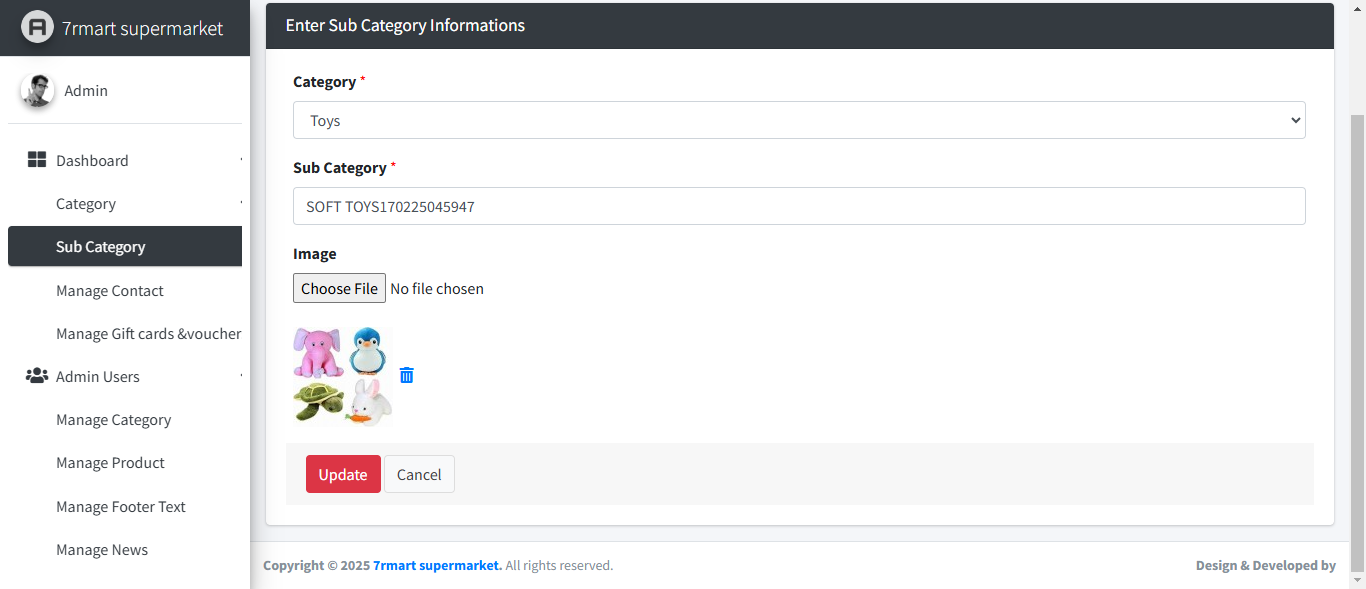 7rmart supermarket
Admin
Dashboard
Category
Sub Category
Manage Contact
Manage Gift cards &voucher
Admin Users
Manage Category
Manage Product
Manage Footer Text
Manage News
Enter Sub Category Informations
Category *
Toys
Sub Category *
SOFT TOYS170225045947
Image
Choose File No file chosen
Update Cancel
Copyright © 2025 7rmart supermarket. All rights reserved. Design & Developed by